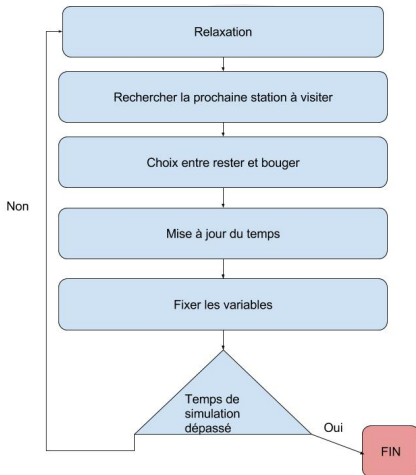 Relaxation
Rechercher la prochaine station à visiter
Choix entre rester et bouger
Non
Mise à jour du temps
Fixer les variables
Temps de
simulation
dépassé
Oui
FIN